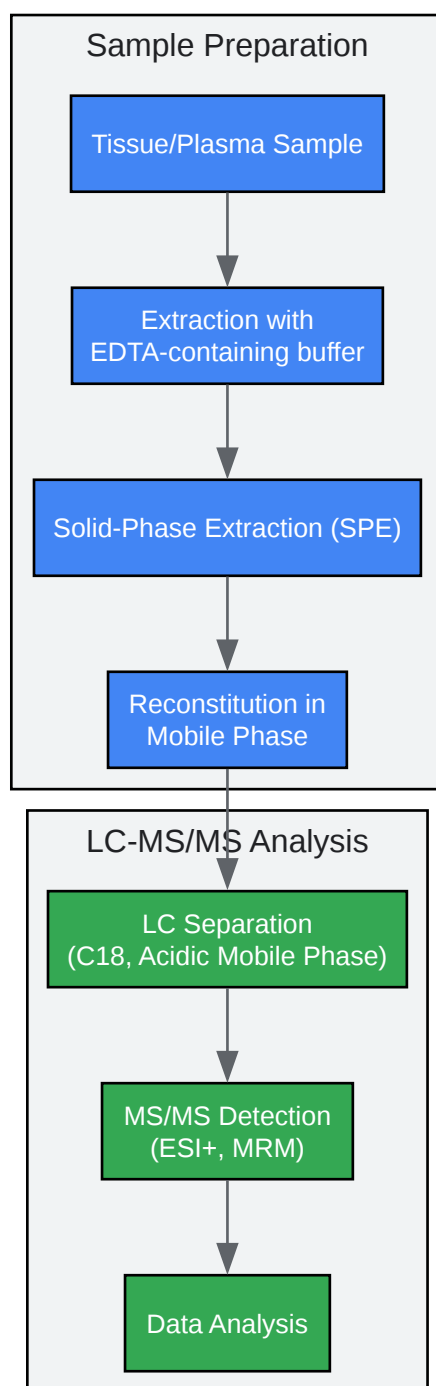 Sample Preparation
Tissue/Plasma Sample
Extraction with
EDTA-containing buffer
Solid-Phase Extraction (SPE)
Reconstitution in
Mobile Phase
LC-MS/MS Analysis
LC Separation
(C18, Acidic Mobile Phase)
MS/MS Detection
(ESI+, MRM)
Data Analysis